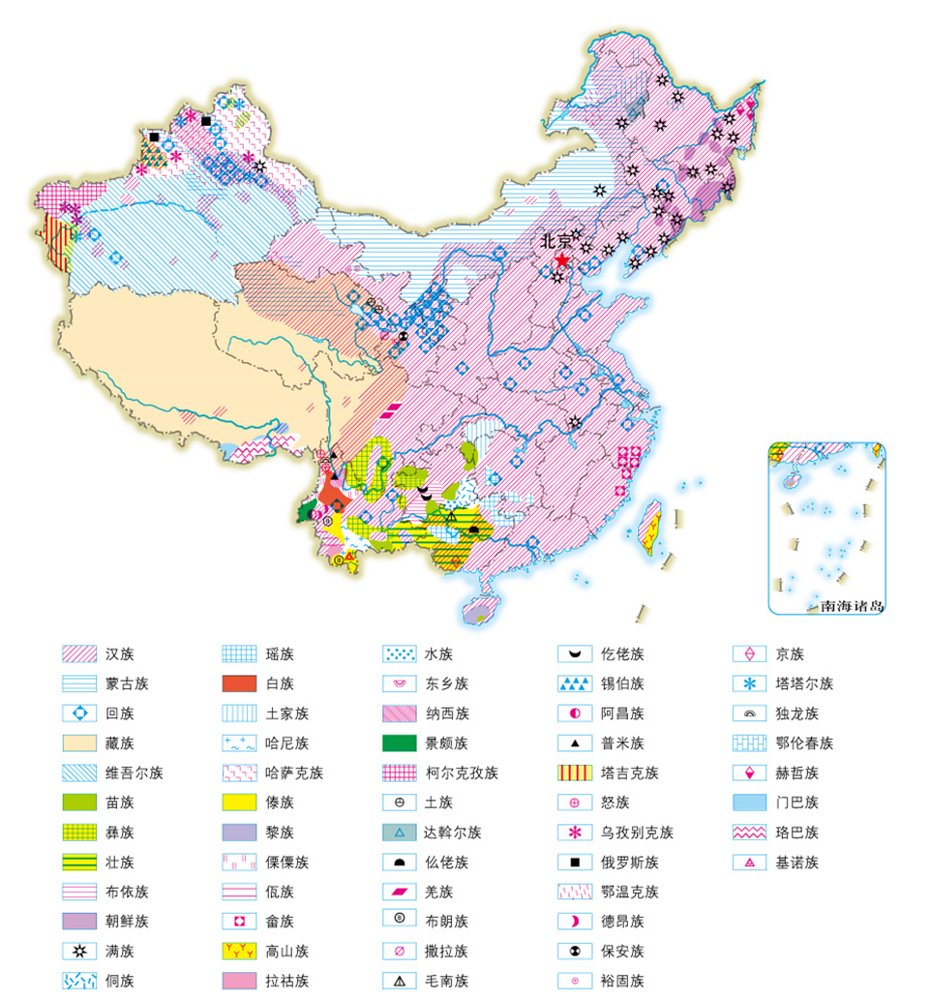 北京
南海诸岛
汉族 瑶族 水族 仡佬族 京族
蒙古族 白族 东乡族 锡伯族 塔塔尔族
回族 土家族 纳西族 阿昌族 独龙族
藏族 哈尼族 景颇族 普米族 鄂伦春族
维吾尔族 哈萨克族 柯尔克孜族 塔吉克族 赫哲族
苗族 傣族 土族 怒族 门巴族
彝族 黎族 达斡尔族 乌孜别克族 珞巴族
壮族 傈僳族 仫佬族 俄罗斯族 基诺族
布依族 佤族 羌族 鄂温克族
朝鲜族 畲族 布朗族 德昂族
满族 高山族 撒拉族 保安族
侗族 拉祜族 毛南族 裕固族